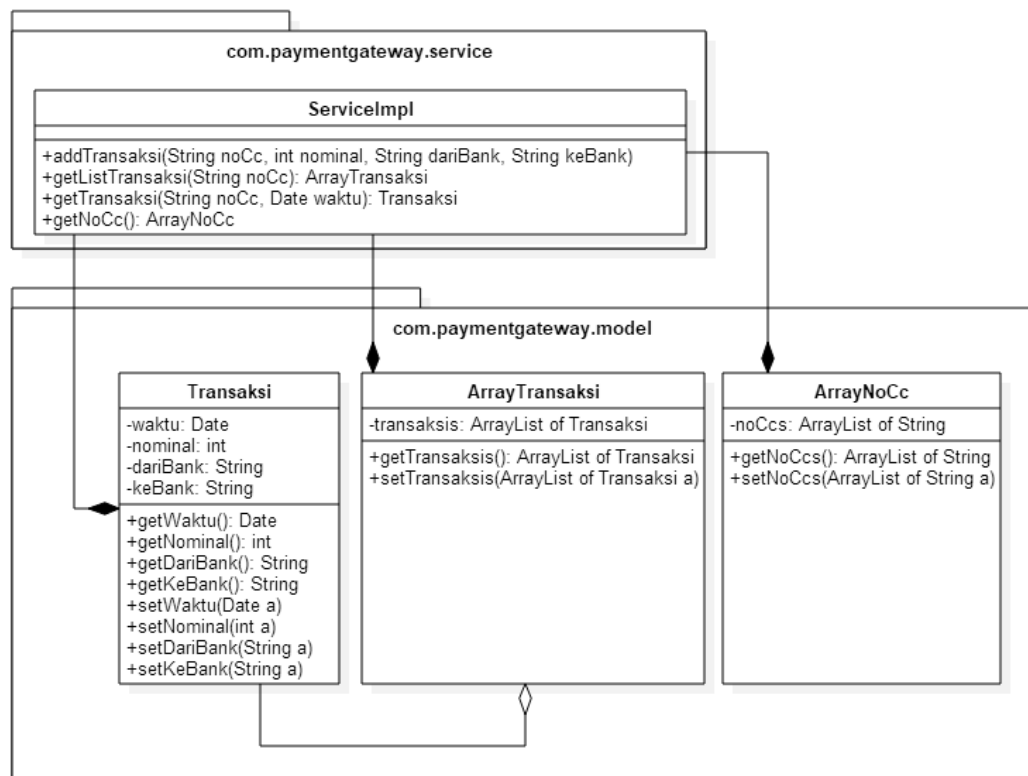 com.paymentgateway.service
ServiceImpl
+addTransaksi(String noCc, int nominal, String dariBank, String keBank)
+getListTransaksi(String noCc): ArrayTransaksi
+getTransaksi(String noCc, Date waktu): Transaksi
+getNoCc(): ArrayNoCc
com.paymentgateway.model
Transaksi
-waktu: Date
-nominal: int
-dariBank: String
-keBank: String
+getWaktu(): Date
+getNominal(): int
+getDariBank(): String
+getKeBank(): String
+setWaktu(Date a)
+setNominal(int a)
+setDariBank(String a)
+setKeBank(String a)
ArrayTransaksi
-transaksis: ArrayList of Transaksi
+getTransaksis(): ArrayList of Transaksi
+setTransaksis(ArrayList of Transaksi a)
ArrayNoCc
-noCcs: ArrayList of String
+getNoCcs(): ArrayList of String
+setNoCcs(ArrayList of String a)